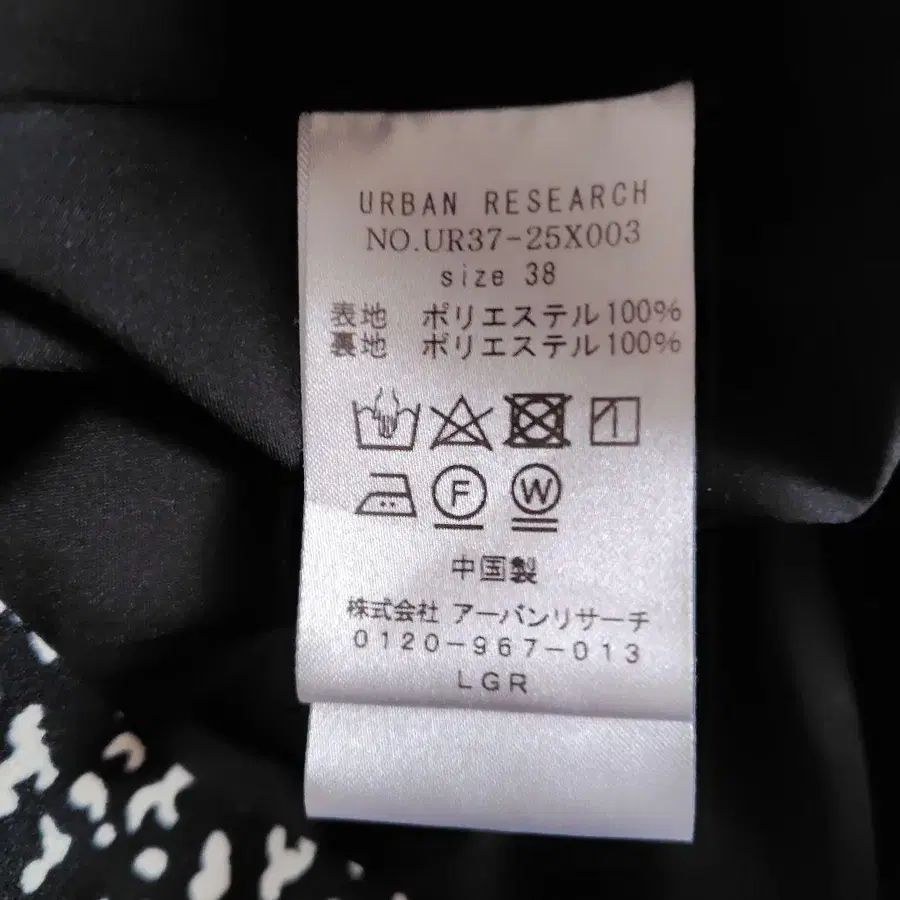 URBAN RESEARCH
NO.UR37-25X003
size 38
表地 ポリエステル100%
裏地 ポリエステル100%
F W
中国製
株式会社 アーバンリサーチ
0120-967-013
LGR